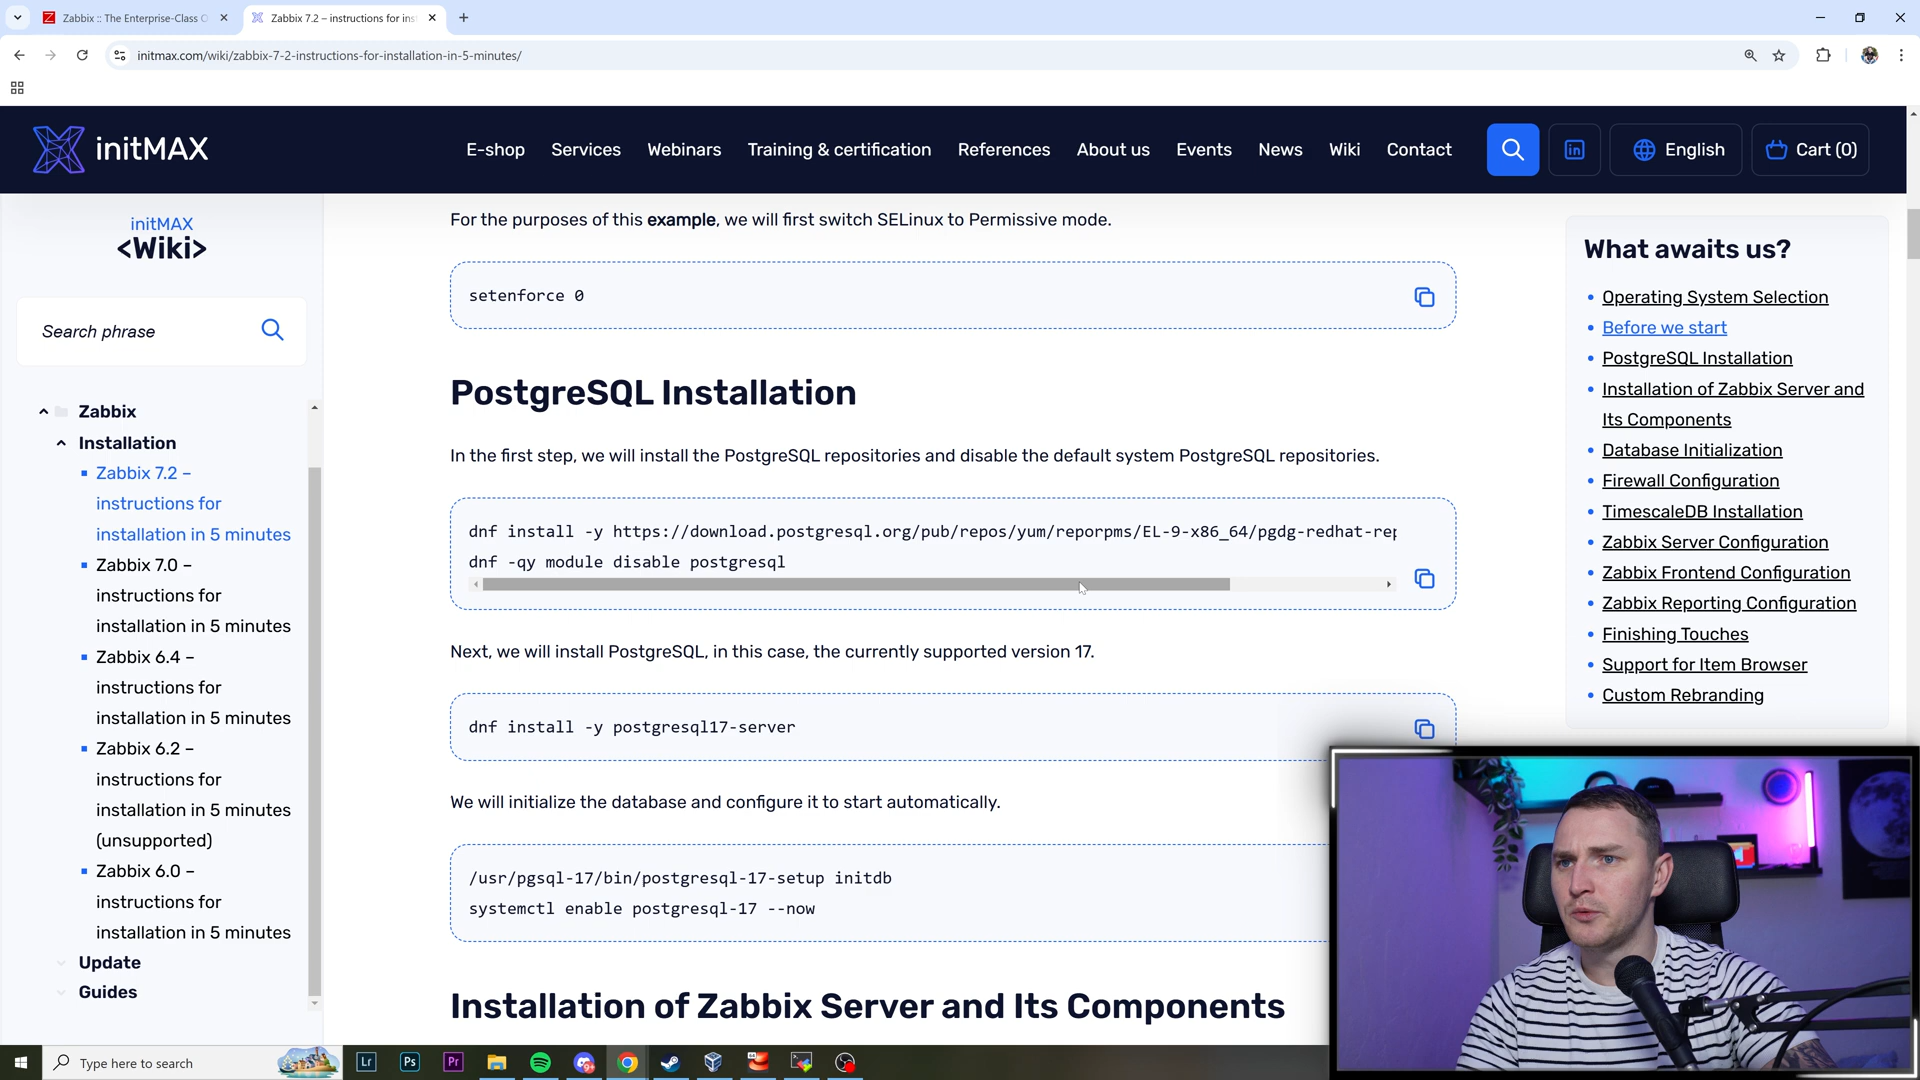 Zabbix :: The Enterprise-Class O
Zabbix 7.2 – instructions for ins
initmax.com/wiki/zabbix-7-2-instructions-for-installation-in-5-minutes/
initMAX
E-shop
Services
Webinars
Training & certification
References
About us
Events
News
Wiki
Contact
English
Cart (0)
initMAX
<Wiki>
Search phrase
Zabbix
Installation
Zabbix 7.2 –
instructions for
installation in 5 minutes
Zabbix 7.0 –
instructions for
installation in 5 minutes
Zabbix 6.4 –
instructions for
installation in 5 minutes
Zabbix 6.2 –
instructions for
installation in 5 minutes
(unsupported)
Zabbix 6.0 –
instructions for
installation in 5 minutes
Update
Guides
For the purposes of this example, we will first switch SELinux to Permissive mode.
setenforce 0
PostgreSQL Installation
In the first step, we will install the PostgreSQL repositories and disable the default system PostgreSQL repositories.
dnf install -y https://download.postgresql.org/pub/repos/yum/reporpms/EL-9-x86_64/pgdg-redhat-rep
dnf -qy module disable postgresql
Next, we will install PostgreSQL, in this case, the currently supported version 17.
dnf install -y postgresql17-server
We will initialize the database and configure it to start automatically.
/usr/pgsql-17/bin/postgresql-17-setup initdb
systemctl enable postgresql-17 --now
Installation of Zabbix Server and Its Components
What awaits us?
Operating System Selection
Before we start
PostgreSQL Installation
Installation of Zabbix Server and
Its Components
Database Initialization
Firewall Configuration
TimescaleDB Installation
Zabbix Server Configuration
Zabbix Frontend Configuration
Zabbix Reporting Configuration
Finishing Touches
Support for Item Browser
Custom Rebranding
Type here to search
Lr
Ps
Pr